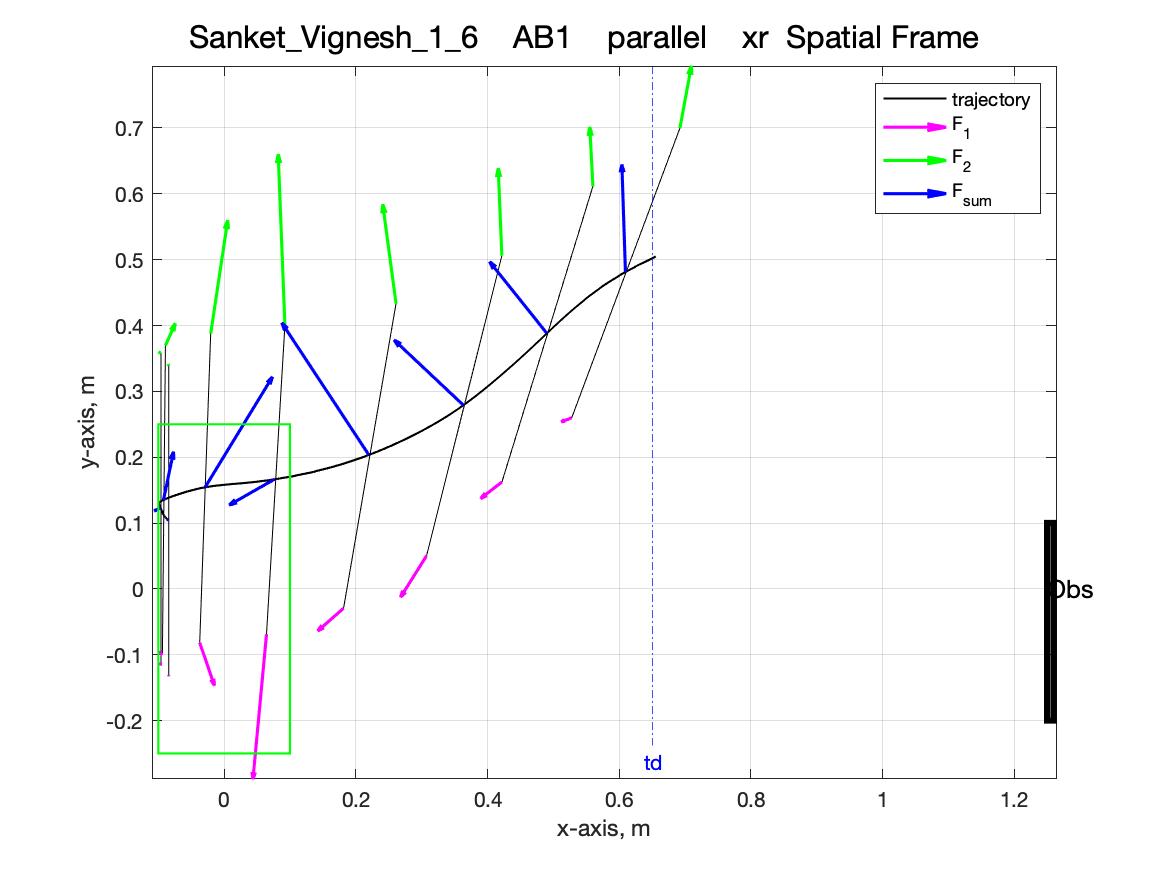 Sanket_Vignesh_1_6 AB1 parallel xr Spatial Frame
trajectory
F1
F2
Fsum
0.7
0.6
0.5
0.4
0.3
0.2
0.1
0
-0.1
-0.2
y-axis, m
Obs
td
0 0.2 0.4 0.6 0.8 1 1.2
x-axis, m